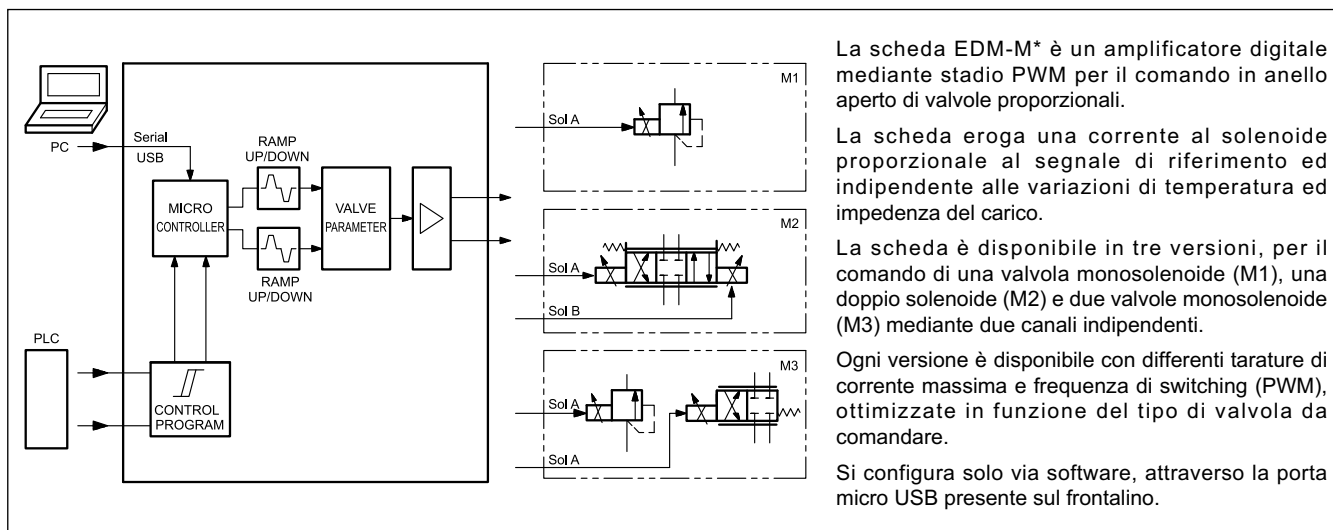 PC
Serial
USB
MICRO
CONTROLLER
RAMP
UP/DOWN
RAMP
UP/DOWN
VALVE
PARAMETER
PLC
CONTROL
PROGRAM
M1
Sol A
M2
Sol A
Sol B
M3
Sol A
Sol A
La scheda EDM-M* è un amplificatore digitale
mediante stadio PWM per il comando in anello
aperto di valvole proporzionali.
La scheda eroga una corrente al solenoide
proporzionale al segnale di riferimento ed
indipendente alle variazioni di temperatura ed
impedenza del carico.
La scheda è disponibile in tre versioni, per il
comando di una valvola monosolenoide (M1), una
doppio solenoide (M2) e due valvole monosolenoide
(M3) mediante due canali indipendenti.
Ogni versione è disponibile con differenti tarature di
corrente massima e frequenza di switching (PWM),
ottimizzate in funzione del tipo di valvola da
comandare.
Si configura solo via software, attraverso la porta
micro USB presente sul frontalino.